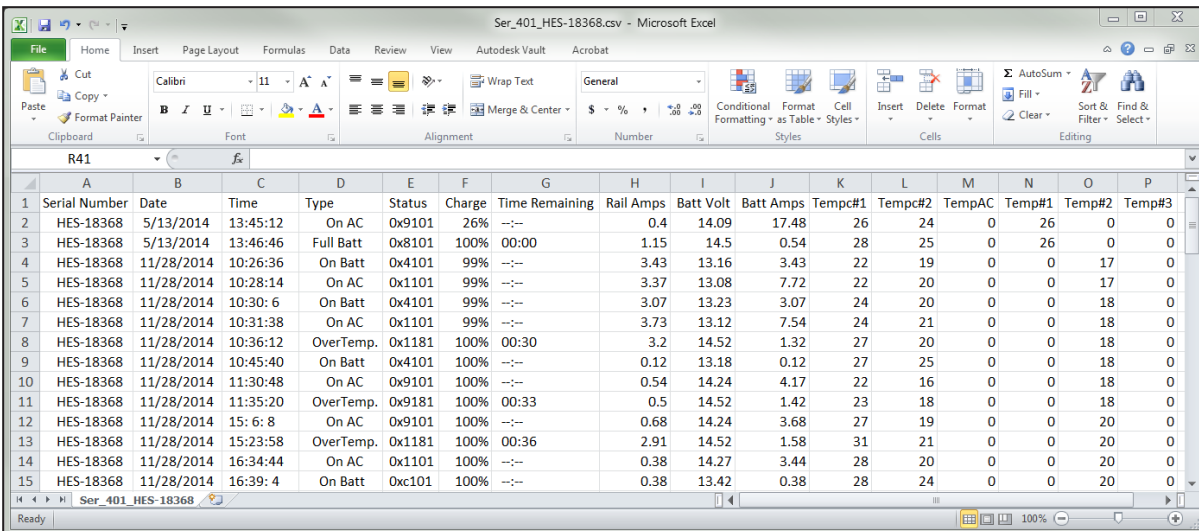 Ser_401_HES-18368.csv - Microsoft Excel
File Home Insert Page Layout Formulas Data Review View Autodesk Vault Acrobat
Paste
Cut
Copy
Format Painter
Clipboard
Calibri 11
B I U
Font
Wrap Text
Merge & Center
Alignment
General
$ % ,
Number
Conditional Formatting
Format as Table
Cell Styles
Styles
Insert Delete Format
Cells
Σ AutoSum
Fill
Clear
Sort & Filter
Find & Select
Editing
R41 fx
A B C D E F G H I J K L M N O P
1 Serial Number Date Time Type Status Charge Time Remaining Rail Amps Batt Volt Batt Amps Tempc#1 Tempc#2 TempAC Temp#1 Temp#2 Temp#3
2 HES-18368 5/13/2014 13:45:12 On AC 0x9101 26% --:-- 0.4 14.09 17.48 26 24 0 26 0 0
3 HES-18368 5/13/2014 13:46:46 Full Batt 0x8101 100% 00:00 1.15 14.5 0.54 28 25 0 26 0 0
4 HES-18368 11/28/2014 10:26:36 On Batt 0x4101 99% --:-- 3.43 13.16 3.43 22 19 0 0 17 0
5 HES-18368 11/28/2014 10:28:14 On AC 0x1101 99% --:-- 3.37 13.08 7.72 22 20 0 0 17 0
6 HES-18368 11/28/2014 10:30: 6 On Batt 0x4101 99% --:-- 3.07 13.23 3.07 24 20 0 0 18 0
7 HES-18368 11/28/2014 10:31:38 On AC 0x1101 99% --:-- 3.73 13.12 7.54 24 21 0 0 18 0
8 HES-18368 11/28/2014 10:36:12 OverTemp. 0x1181 100% 00:30 3.2 14.52 1.32 27 20 0 0 18 0
9 HES-18368 11/28/2014 10:45:40 On Batt 0x4101 100% --:-- 0.12 13.18 0.12 27 25 0 0 18 0
10 HES-18368 11/28/2014 11:30:48 On AC 0x9101 100% --:-- 0.54 14.24 4.17 22 16 0 0 18 0
11 HES-18368 11/28/2014 11:35:20 OverTemp. 0x9181 100% 00:33 0.5 14.52 1.42 23 18 0 0 18 0
12 HES-18368 11/28/2014 15: 6: 8 On AC 0x9101 100% --:-- 0.68 14.24 3.68 27 19 0 0 20 0
13 HES-18368 11/28/2014 15:23:58 OverTemp. 0x1181 100% 00:36 2.91 14.52 1.58 31 21 0 0 20 0
14 HES-18368 11/28/2014 16:34:44 On AC 0x1101 100% --:-- 0.38 14.27 3.44 28 20 0 0 20 0
15 HES-18368 11/28/2014 16:39: 4 On Batt 0xc101 100% --:-- 0.38 13.42 0.38 28 24 0 0 20 0
Ser_401_HES-18368
Ready 100%